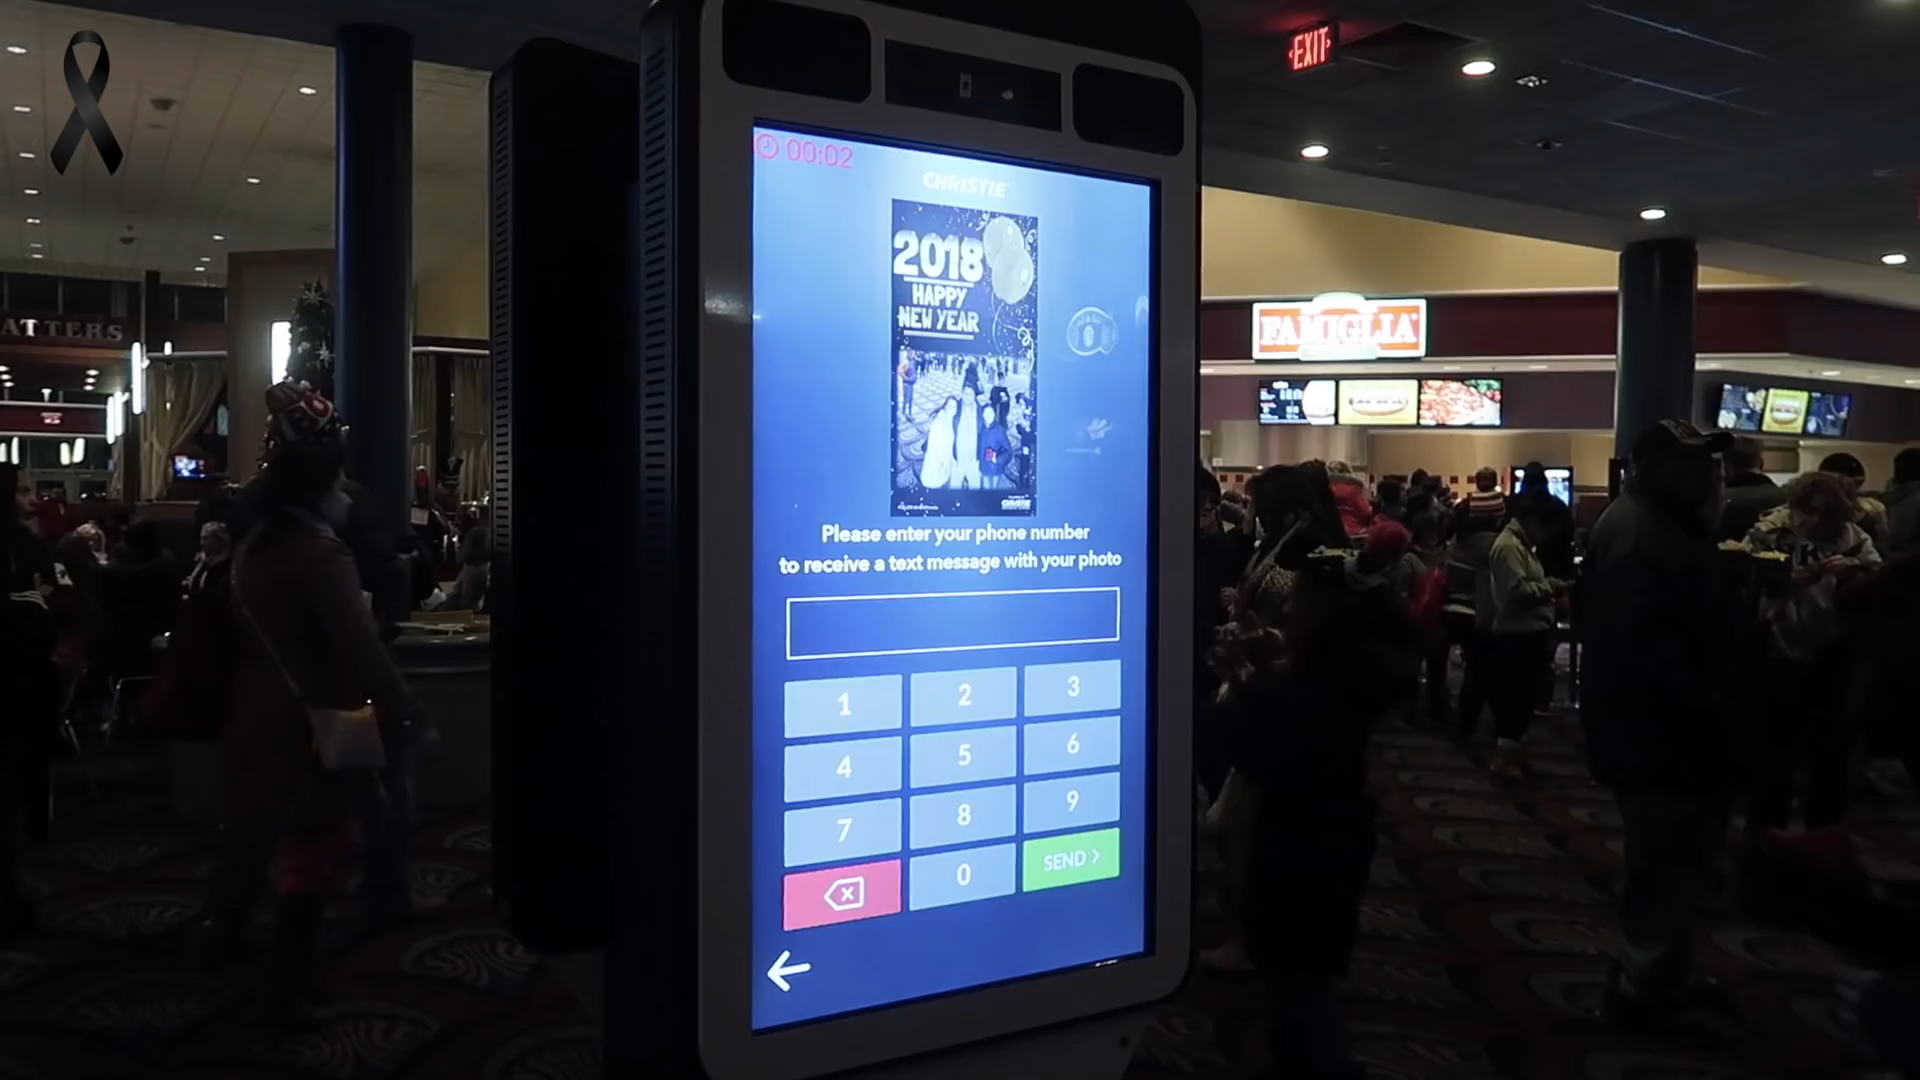 EXIT
00:02
CHRISTIE
2018
HAPPY
NEW YEAR
ATTERS
FAMIGLIA
Please enter your phone number
to receive a text message with your photo
1 2 3
4 5 6
7 8 9
0 SEND >